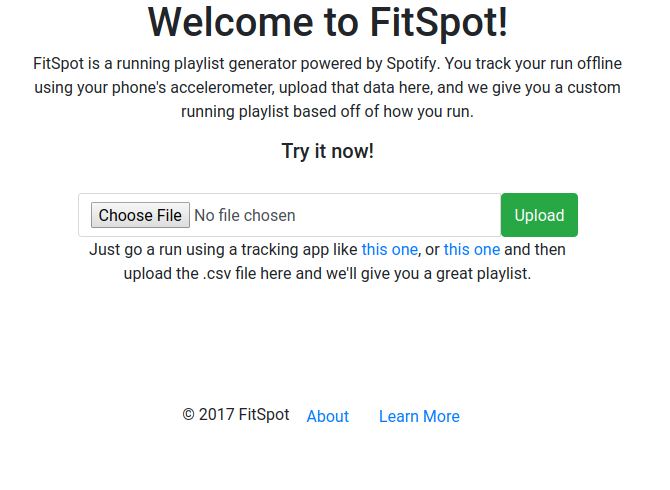 Welcome to FitSpot!
FitSpot is a running playlist generator powered by Spotify. You track your run offline
using your phone's accelerometer, upload that data here, and we give you a custom
running playlist based off of how you run.
Try it now!
Choose File No file chosen Upload
Just go a run using a tracking app like this one, or this one and then
upload the .csv file here and we'll give you a great playlist.
© 2017 FitSpot About Learn More